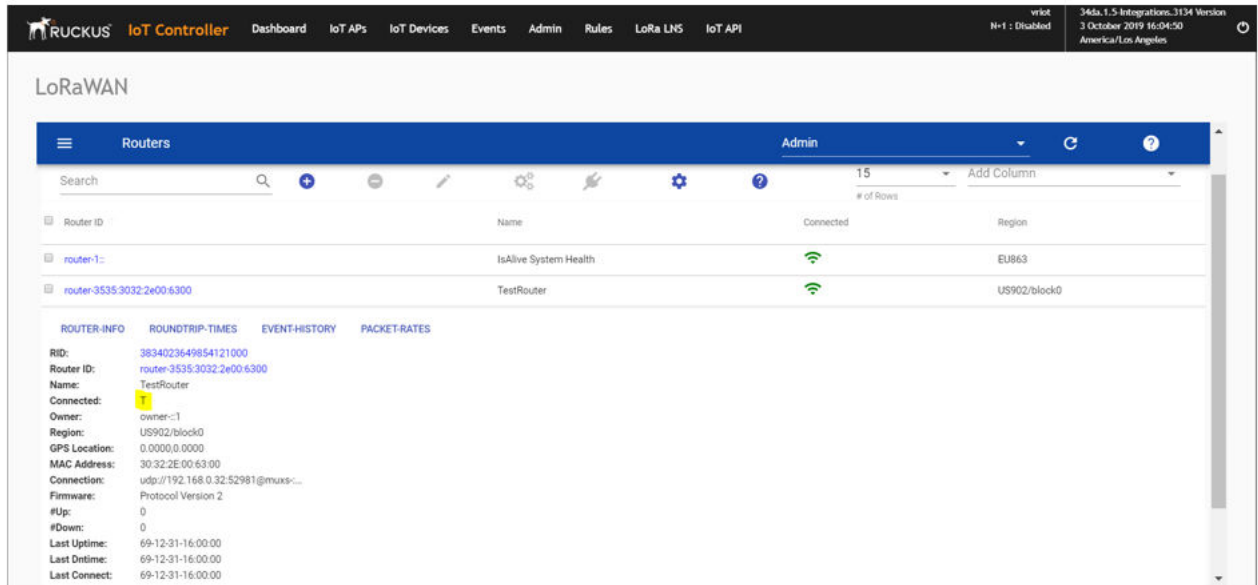 RUCKUS IoT Controller Dashboard IoT APs IoT Devices Events Admin Rules LoRa LNS IoT API
vriot
N+1 : Disabled
34da.1.5-Integrations.3134 Version
3 October 2019 16:04:50
America/Los Angeles
LoRaWAN
Routers Admin
Search 15 Add Column
# of Rows
Router ID Name Connected Region
router-1:: IsAlive System Health EU863
router-3535:3032:2e00:6300 TestRouter US902/block0
ROUTER-INFO ROUNDTRIP-TIMES EVENT-HISTORY PACKET-RATES
RID: 3834023649854121000
Router ID: router-3535:3032:2e00:6300
Name: TestRouter
Connected: T
Owner: owner-::1
Region: US902/block0
GPS Location: 0.0000,0.0000
MAC Address: 30:32:2E:00:63:00
Connection: udp://192.168.0.32:52981@muxs-:...
Firmware: Protocol Version 2
#Up: 0
#Down: 0
Last Uptime: 69-12-31-16:00:00
Last Dntime: 69-12-31-16:00:00
Last Connect: 69-12-31-16:00:00